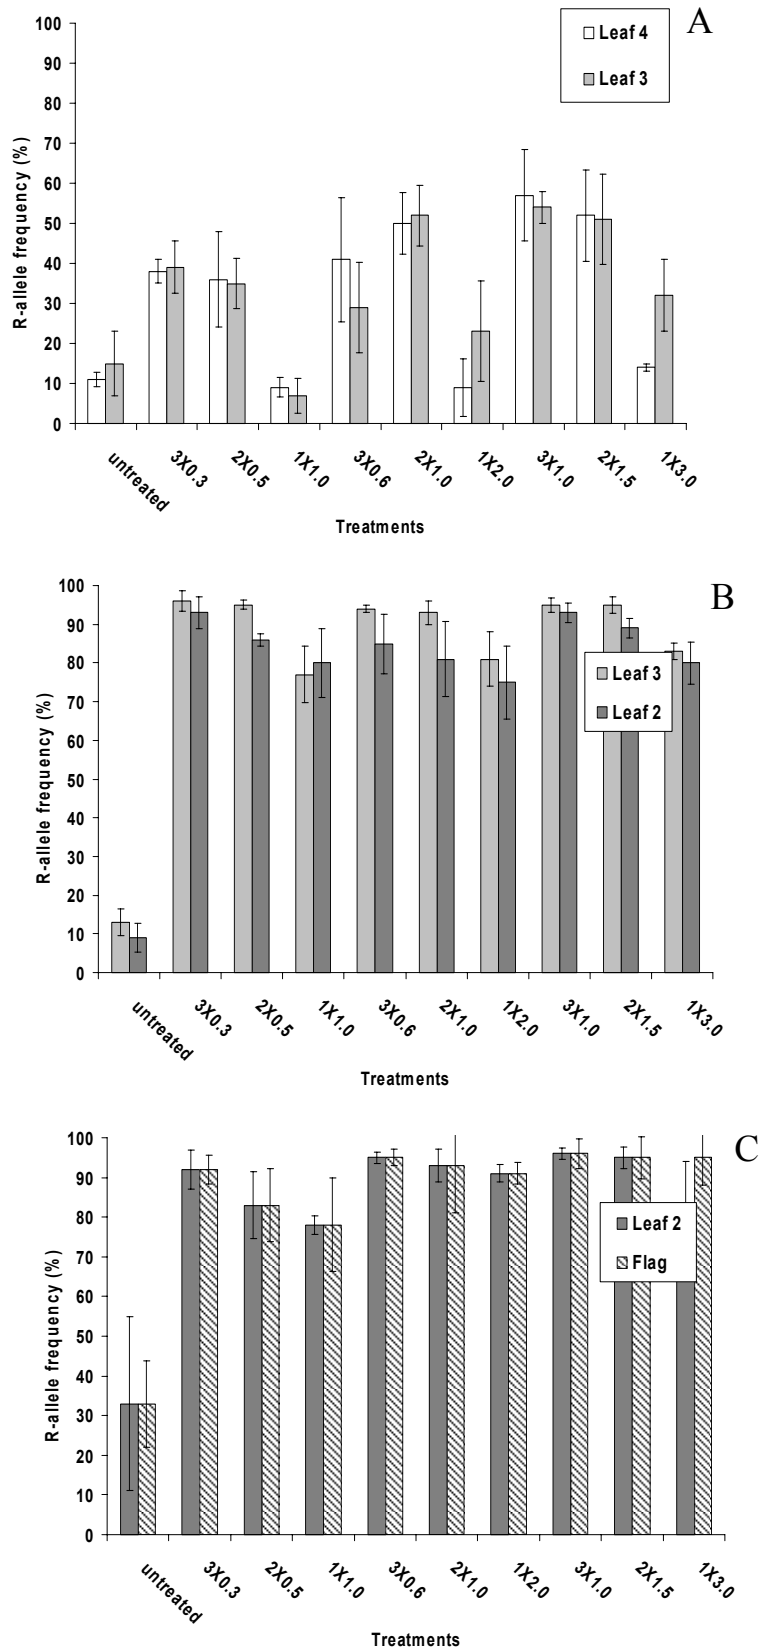 A
Leaf 4
Leaf 3
R-allele frequency (%)
100
90
80
70
60
50
40
30
20
10
0
untreated 3X0.3 2X0.5 1X1.0 3X0.6 2X1.0 1X2.0 3X1.0 2X1.5 1X3.0
Treatments
B
Leaf 3
Leaf 2
R-allele frequency (%)
100
90
80
70
60
50
40
30
20
10
0
untreated 3X0.3 2X0.5 1X1.0 3X0.6 2X1.0 1X2.0 3X1.0 2X1.5 1X3.0
Treatments
C
Leaf 2
Flag
R-allele frequency (%)
100
90
80
70
60
50
40
30
20
10
0
untreated 3X0.3 2X0.5 1X1.0 3X0.6 2X1.0 1X2.0 3X1.0 2X1.5 1X3.0
Treatments